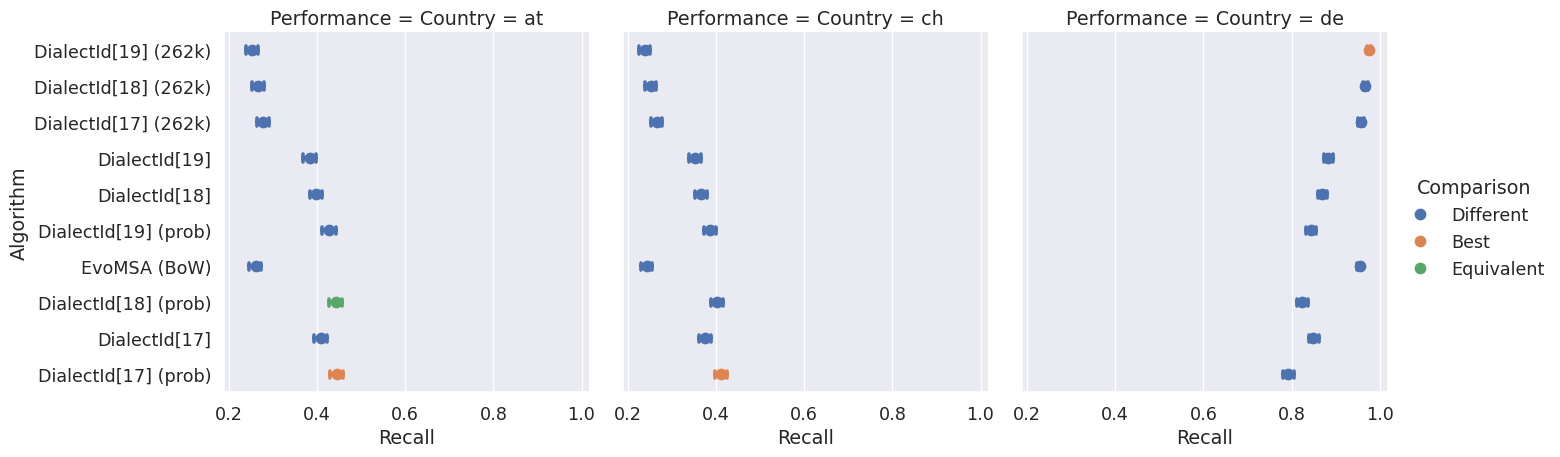 Performance = Country = at
Performance = Country = ch
Performance = Country = de
Algorithm
DialectId[19] (262k)
DialectId[18] (262k)
DialectId[17] (262k)
DialectId[19]
DialectId[18]
DialectId[19] (prob)
EvoMSA (BoW)
DialectId[18] (prob)
DialectId[17]
DialectId[17] (prob)
0.2 0.4 0.6 0.8 1.0
0.2 0.4 0.6 0.8 1.0
0.2 0.4 0.6 0.8 1.0
Recall
Recall
Recall
Comparison
Different
Best
Equivalent